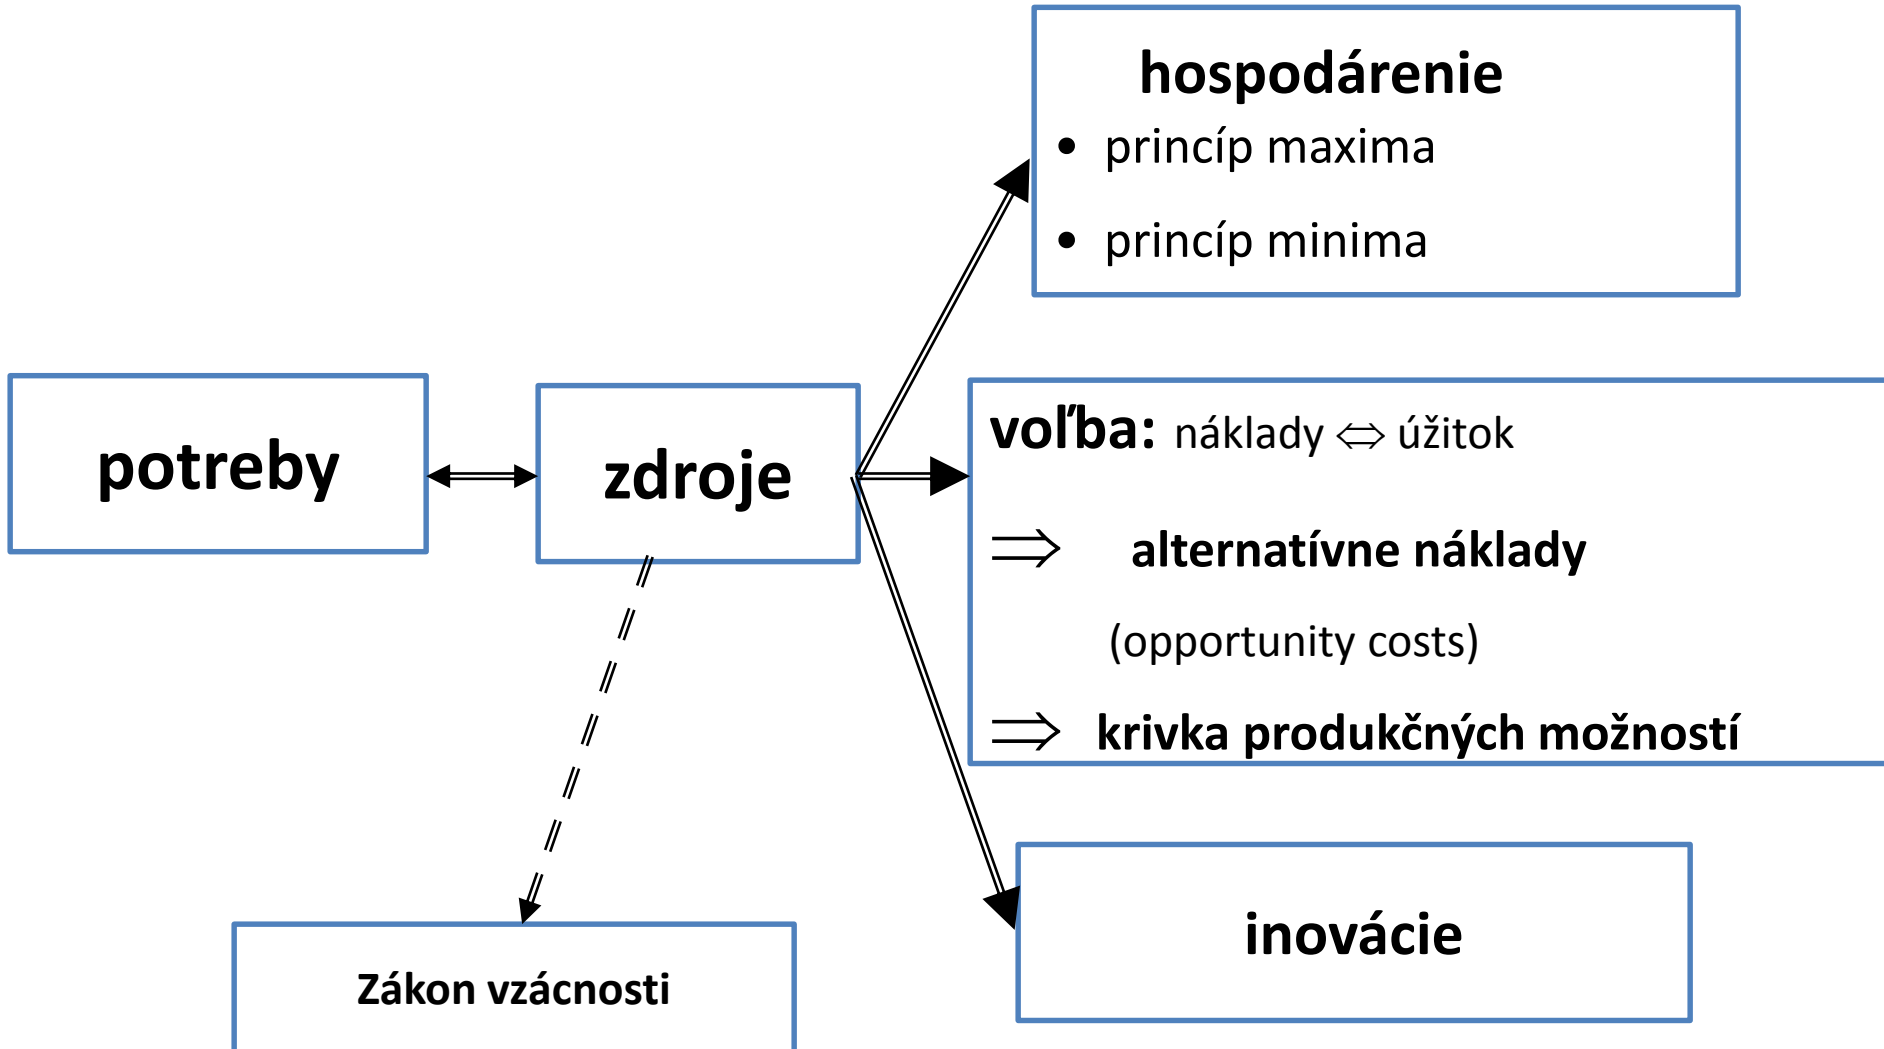 hospodárenie
• princíp maxima
• princíp minima
potreby
zdroje
voľba: náklady ⇔ úžitok
⇒ alternatívne náklady
(opportunity costs)
⇒ krivka produkčných možností
inovácie
Zákon vzácnosti